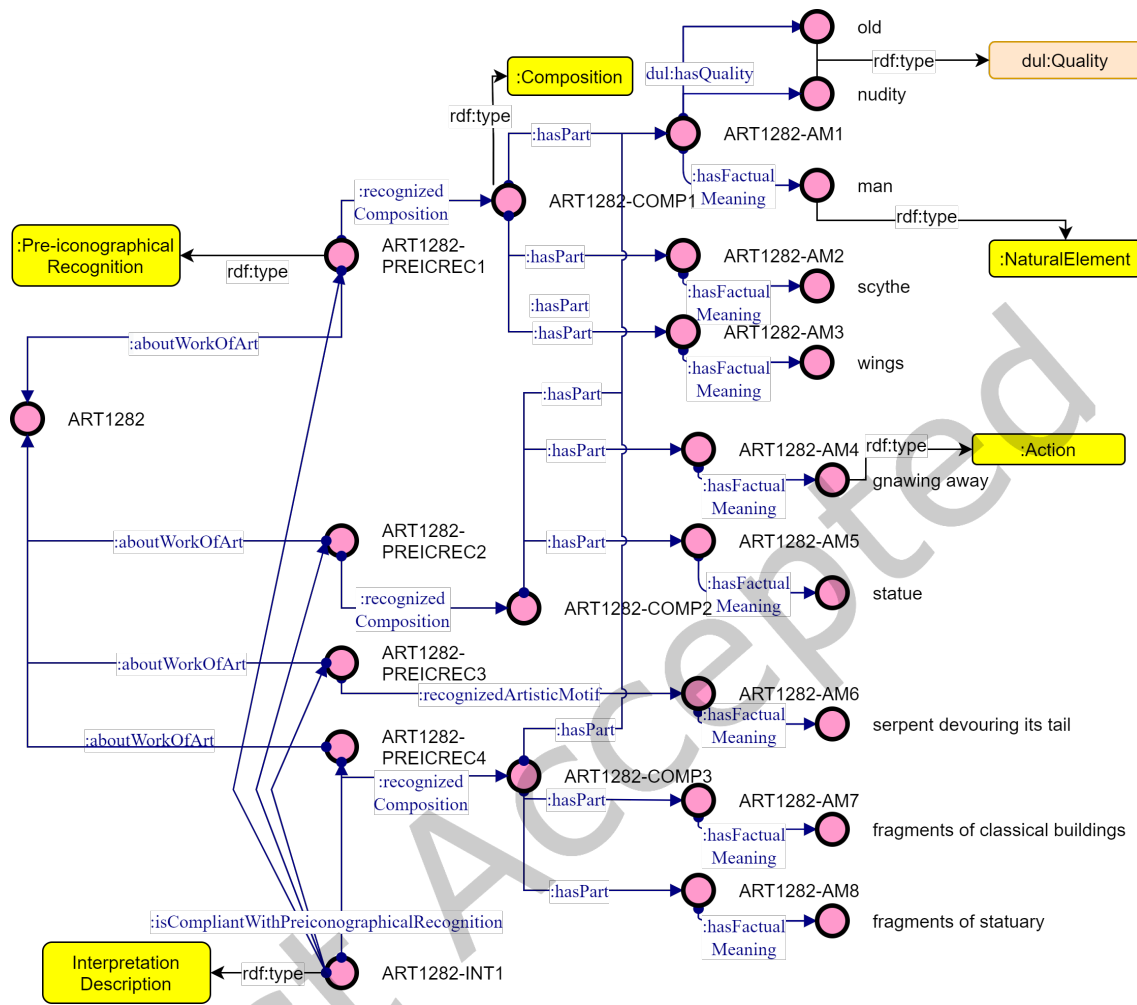 old
rdf:type
dul:Quality
:Composition
dul:hasQuality
nudity
rdf:type
:hasPart
ART1282-AM1
:hasFactual
Meaning
man
:recognized
Composition
ART1282-COMP1
rdf:type
:Pre-iconographical
Recognition
rdf:type
ART1282-
PREICREC1
:hasPart
ART1282-AM2
:NaturalElement
:hasFactual
Meaning
scythe
:hasPart
:hasPart
ART1282-AM3
:aboutWorkOfArt
:hasFactual
Meaning
wings
:hasPart
ART1282
:hasPart
ART1282-AM4
rdf:type
:Action
:hasFactual
Meaning
gnawing away
:aboutWorkOfArt
ART1282-
PREICREC2
:hasPart
ART1282-AM5
:hasFactual
Meaning
statue
:recognized
Composition
ART1282-COMP2
:aboutWorkOfArt
ART1282-
PREICREC3
:recognizedArtisticMotif
ART1282-AM6
:hasFactual
Meaning
serpent devouring its tail
:aboutWorkOfArt
ART1282-
PREICREC4
:hasPart
:recognized
Composition
ART1282-COMP3
:hasPart
ART1282-AM7
:hasFactual
Meaning
fragments of classical buildings
:hasPart
ART1282-AM8
:hasFactual
Meaning
fragments of statuary
:isCompliantWithPreiconographicalRecognition
Interpretation
Description
rdf:type
ART1282-INT1
Accepted